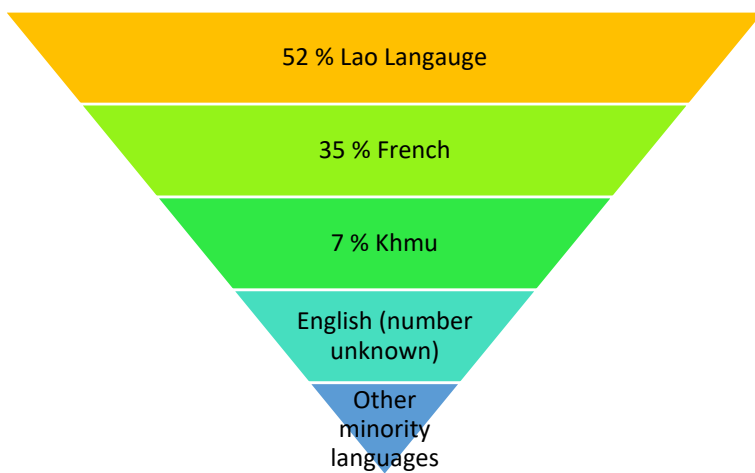 52 % Lao Langauge
35 % French
7 % Khmu
English (number
unknown)
Other
minority
languages